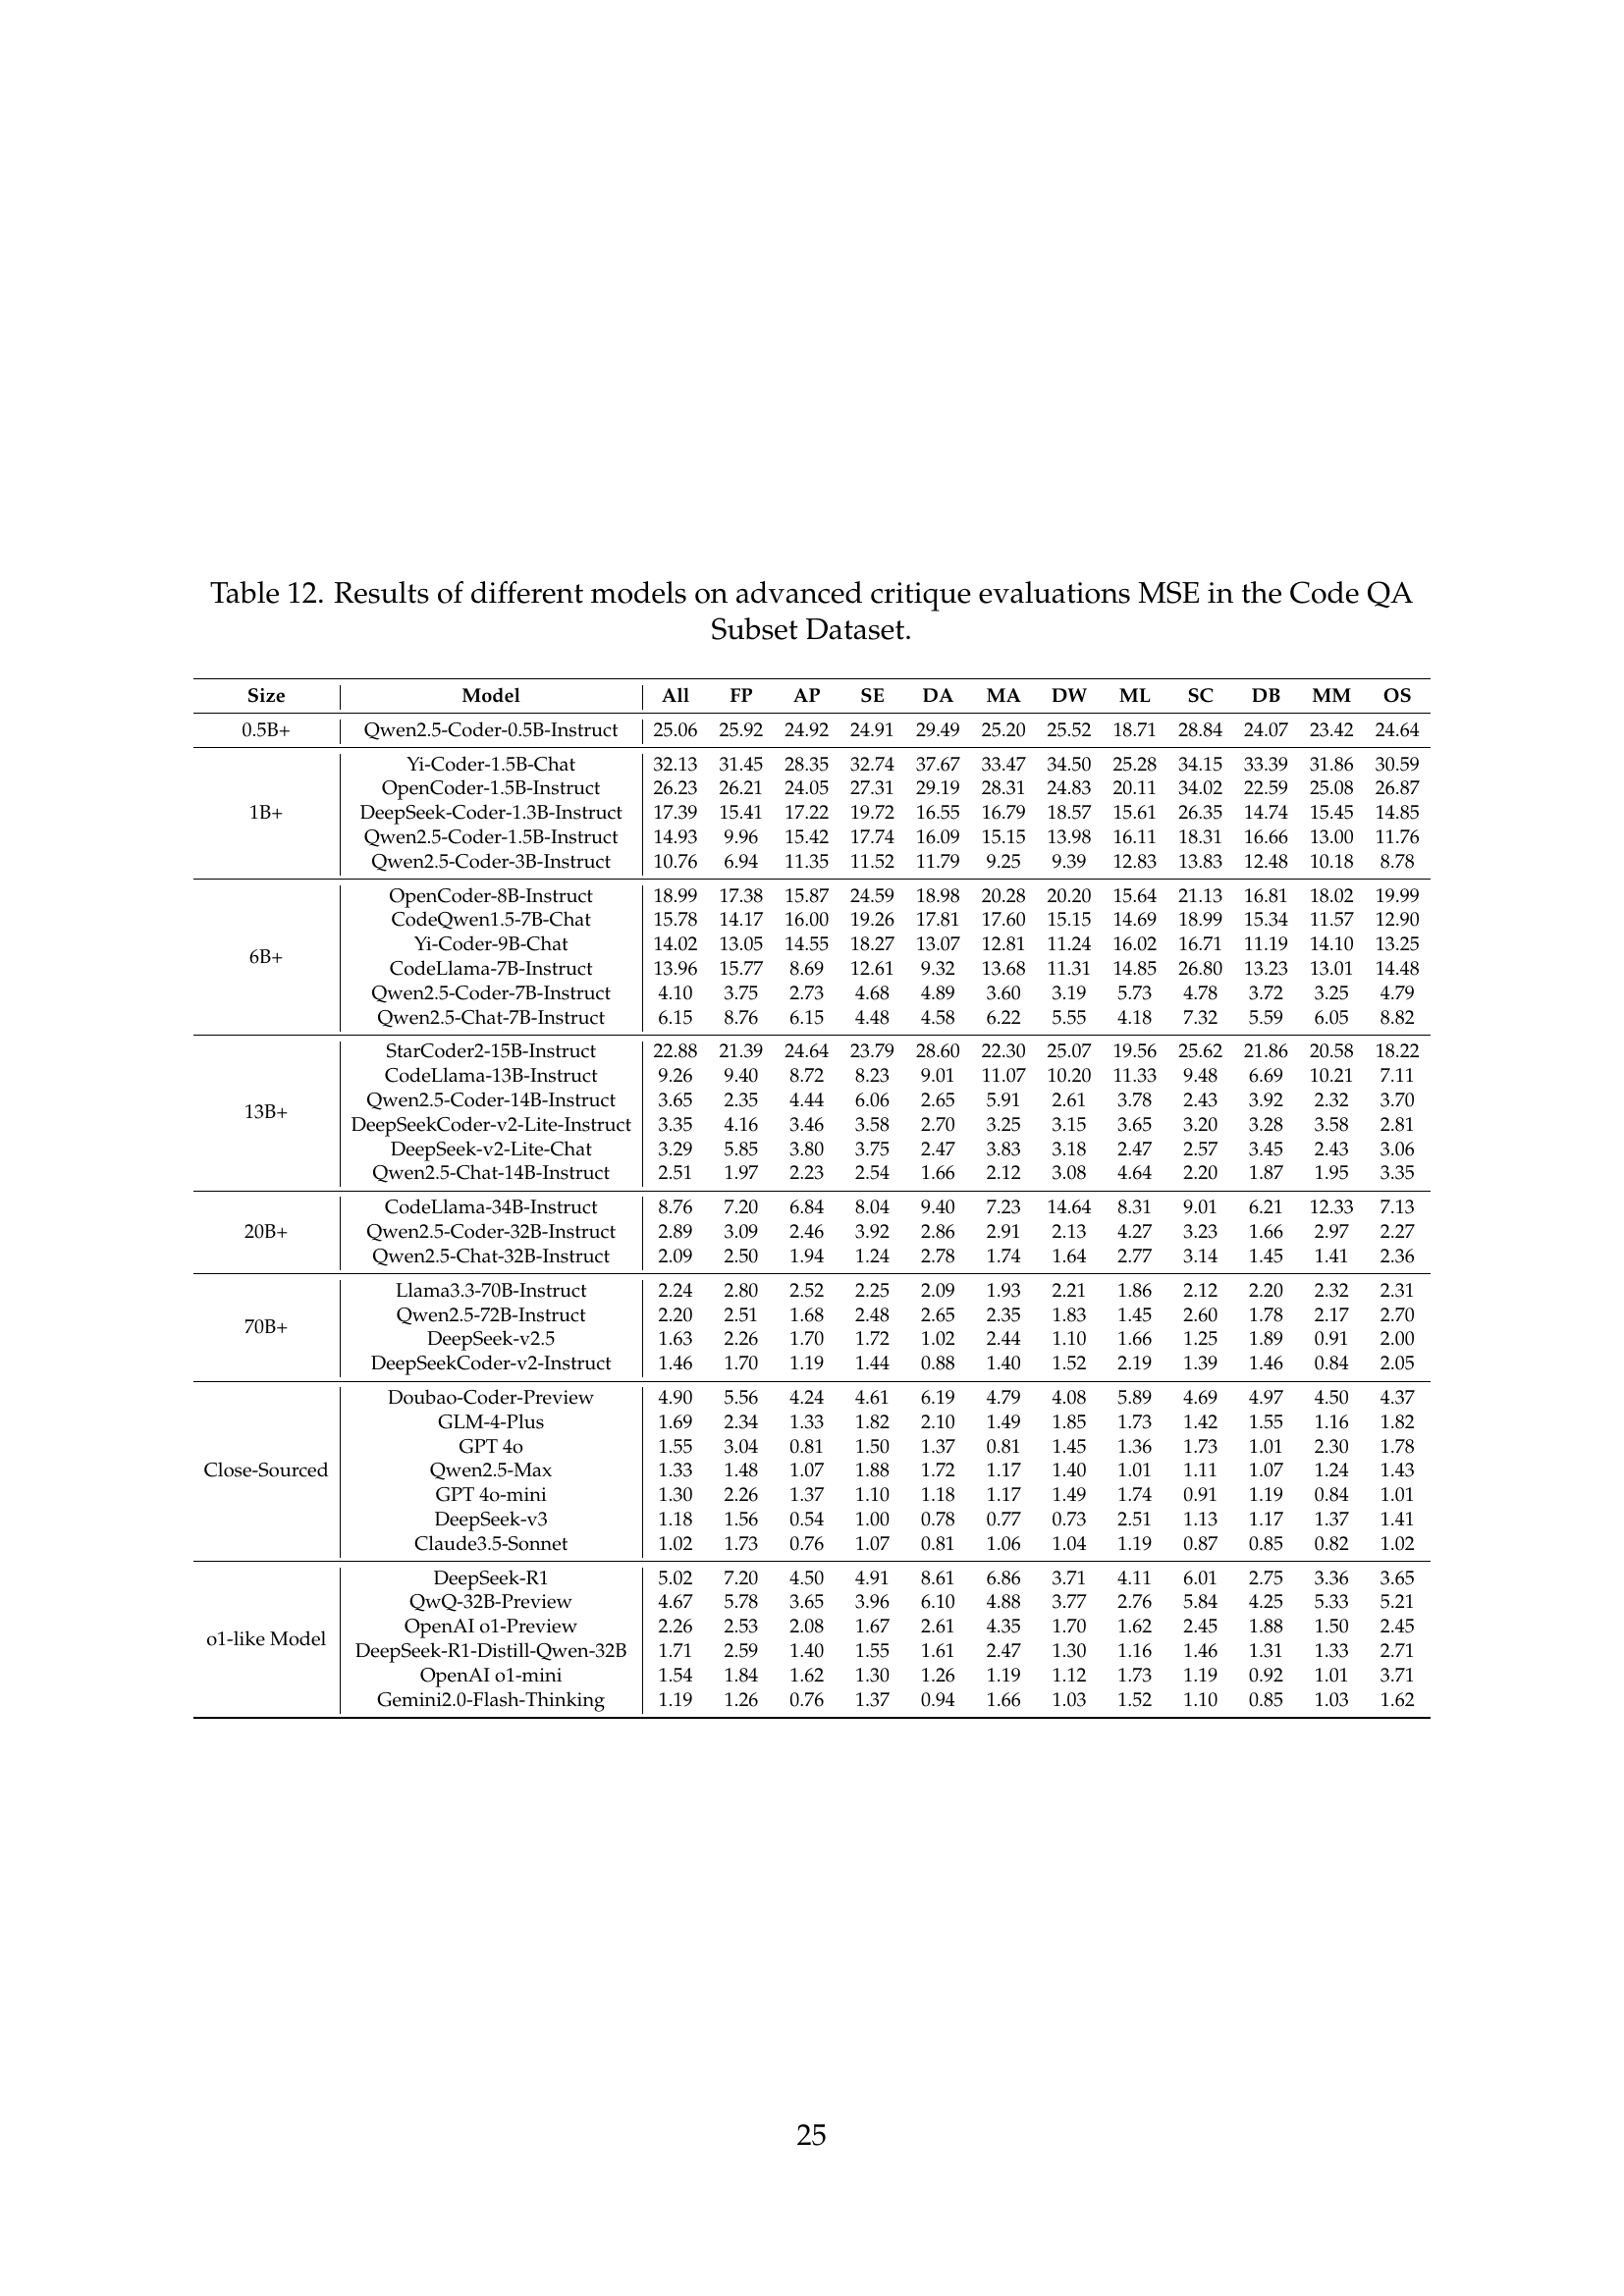 Table 12. Results of different models on advanced critique evaluations MSE in the Code QA
Subset Dataset.
Size Model All FP AP SE DA MA DW ML SC DB MM OS
0.5B+ Qwen2.5-Coder-0.5B-Instruct 25.06 25.92 24.92 24.91 29.49 25.20 25.52 18.71 28.84 24.07 23.42 24.64
Yi-Coder-1.5B-Chat 32.13 31.45 28.35 32.74 37.67 33.47 34.50 25.28 34.15 33.39 31.86 30.59
OpenCoder-1.5B-Instruct 26.23 26.21 24.05 27.31 29.19 28.31 24.83 20.11 34.02 22.59 25.08 26.87
1B+ DeepSeek-Coder-1.3B-Instruct 17.39 15.41 17.22 19.72 16.55 16.79 18.57 15.61 26.35 14.74 15.45 14.85
Qwen2.5-Coder-1.5B-Instruct 14.93 9.96 15.42 17.74 16.09 15.15 13.98 16.11 18.31 16.66 13.00 11.76
Qwen2.5-Coder-3B-Instruct 10.76 6.94 11.35 11.52 11.79 9.25 9.39 12.83 13.83 12.48 10.18 8.78
OpenCoder-8B-Instruct 18.99 17.38 15.87 24.59 18.98 20.28 20.20 15.64 21.13 16.81 18.02 19.99
CodeQwen1.5-7B-Chat 15.78 14.17 16.00 19.26 17.81 17.60 15.15 14.69 18.99 15.34 11.57 12.90
Yi-Coder-9B-Chat 14.02 13.05 14.55 18.27 13.07 12.81 11.24 16.02 16.71 11.19 14.10 13.25
6B+
CodeLlama-7B-Instruct 13.96 15.77 8.69 12.61 9.32 13.68 11.31 14.85 26.80 13.23 13.01 14.48
Qwen2.5-Coder-7B-Instruct 4.10 3.75 2.73 4.68 4.89 3.60 3.19 5.73 4.78 3.72 3.25 4.79
Qwen2.5-Chat-7B-Instruct 6.15 8.76 6.15 4.48 4.58 6.22 5.55 4.18 7.32 5.59 6.05 8.82
StarCoder2-15B-Instruct 22.88 21.39 24.64 23.79 28.60 22.30 25.07 19.56 25.62 21.86 20.58 18.22
CodeLlama-13B-Instruct 9.26 9.40 8.72 8.23 9.01 11.07 10.20 11.33 9.48 6.69 10.21 7.11
Qwen2.5-Coder-14B-Instruct 3.65 2.35 4.44 6.06 2.65 5.91 2.61 3.78 2.43 3.92 2.32 3.70
13B+
DeepSeekCoder-v2-Lite-Instruct 3.35 4.16 3.46 3.58 2.70 3.25 3.15 3.65 3.20 3.28 3.58 2.81
DeepSeek-v2-Lite-Chat 3.29 5.85 3.80 3.75 2.47 3.83 3.18 2.47 2.57 3.45 2.43 3.06
Qwen2.5-Chat-14B-Instruct 2.51 1.97 2.23 2.54 1.66 2.12 3.08 4.64 2.20 1.87 1.95 3.35
CodeLlama-34B-Instruct 8.76 7.20 6.84 8.04 9.40 7.23 14.64 8.31 9.01 6.21 12.33 7.13
20B+ Qwen2.5-Coder-32B-Instruct 2.89 3.09 2.46 3.92 2.86 2.91 2.13 4.27 3.23 1.66 2.97 2.27
Qwen2.5-Chat-32B-Instruct 2.09 2.50 1.94 1.24 2.78 1.74 1.64 2.77 3.14 1.45 1.41 2.36
Llama3.3-70B-Instruct 2.24 2.80 2.52 2.25 2.09 1.93 2.21 1.86 2.12 2.20 2.32 2.31
Qwen2.5-72B-Instruct 2.20 2.51 1.68 2.48 2.65 2.35 1.83 1.45 2.60 1.78 2.17 2.70
70B+
DeepSeek-v2.5 1.63 2.26 1.70 1.72 1.02 2.44 1.10 1.66 1.25 1.89 0.91 2.00
DeepSeekCoder-v2-Instruct 1.46 1.70 1.19 1.44 0.88 1.40 1.52 2.19 1.39 1.46 0.84 2.05
Doubao-Coder-Preview 4.90 5.56 4.24 4.61 6.19 4.79 4.08 5.89 4.69 4.97 4.50 4.37
GLM-4-Plus 1.69 2.34 1.33 1.82 2.10 1.49 1.85 1.73 1.42 1.55 1.16 1.82
GPT 4o 1.55 3.04 0.81 1.50 1.37 0.81 1.45 1.36 1.73 1.01 2.30 1.78
Close-Sourced Qwen2.5-Max 1.33 1.48 1.07 1.88 1.72 1.17 1.40 1.01 1.11 1.07 1.24 1.43
GPT 4o-mini 1.30 2.26 1.37 1.10 1.18 1.17 1.49 1.74 0.91 1.19 0.84 1.01
DeepSeek-v3 1.18 1.56 0.54 1.00 0.78 0.77 0.73 2.51 1.13 1.17 1.37 1.41
Claude3.5-Sonnet 1.02 1.73 0.76 1.07 0.81 1.06 1.04 1.19 0.87 0.85 0.82 1.02
DeepSeek-R1 5.02 7.20 4.50 4.91 8.61 6.86 3.71 4.11 6.01 2.75 3.36 3.65
QwQ-32B-Preview 4.67 5.78 3.65 3.96 6.10 4.88 3.77 2.76 5.84 4.25 5.33 5.21
OpenAI o1-Preview 2.26 2.53 2.08 1.67 2.61 4.35 1.70 1.62 2.45 1.88 1.50 2.45
o1-like Model
DeepSeek-R1-Distill-Qwen-32B 1.71 2.59 1.40 1.55 1.61 2.47 1.30 1.16 1.46 1.31 1.33 2.71
OpenAI o1-mini 1.54 1.84 1.62 1.30 1.26 1.19 1.12 1.73 1.19 0.92 1.01 3.71
Gemini2.0-Flash-Thinking 1.19 1.26 0.76 1.37 0.94 1.66 1.03 1.52 1.10 0.85 1.03 1.62
25